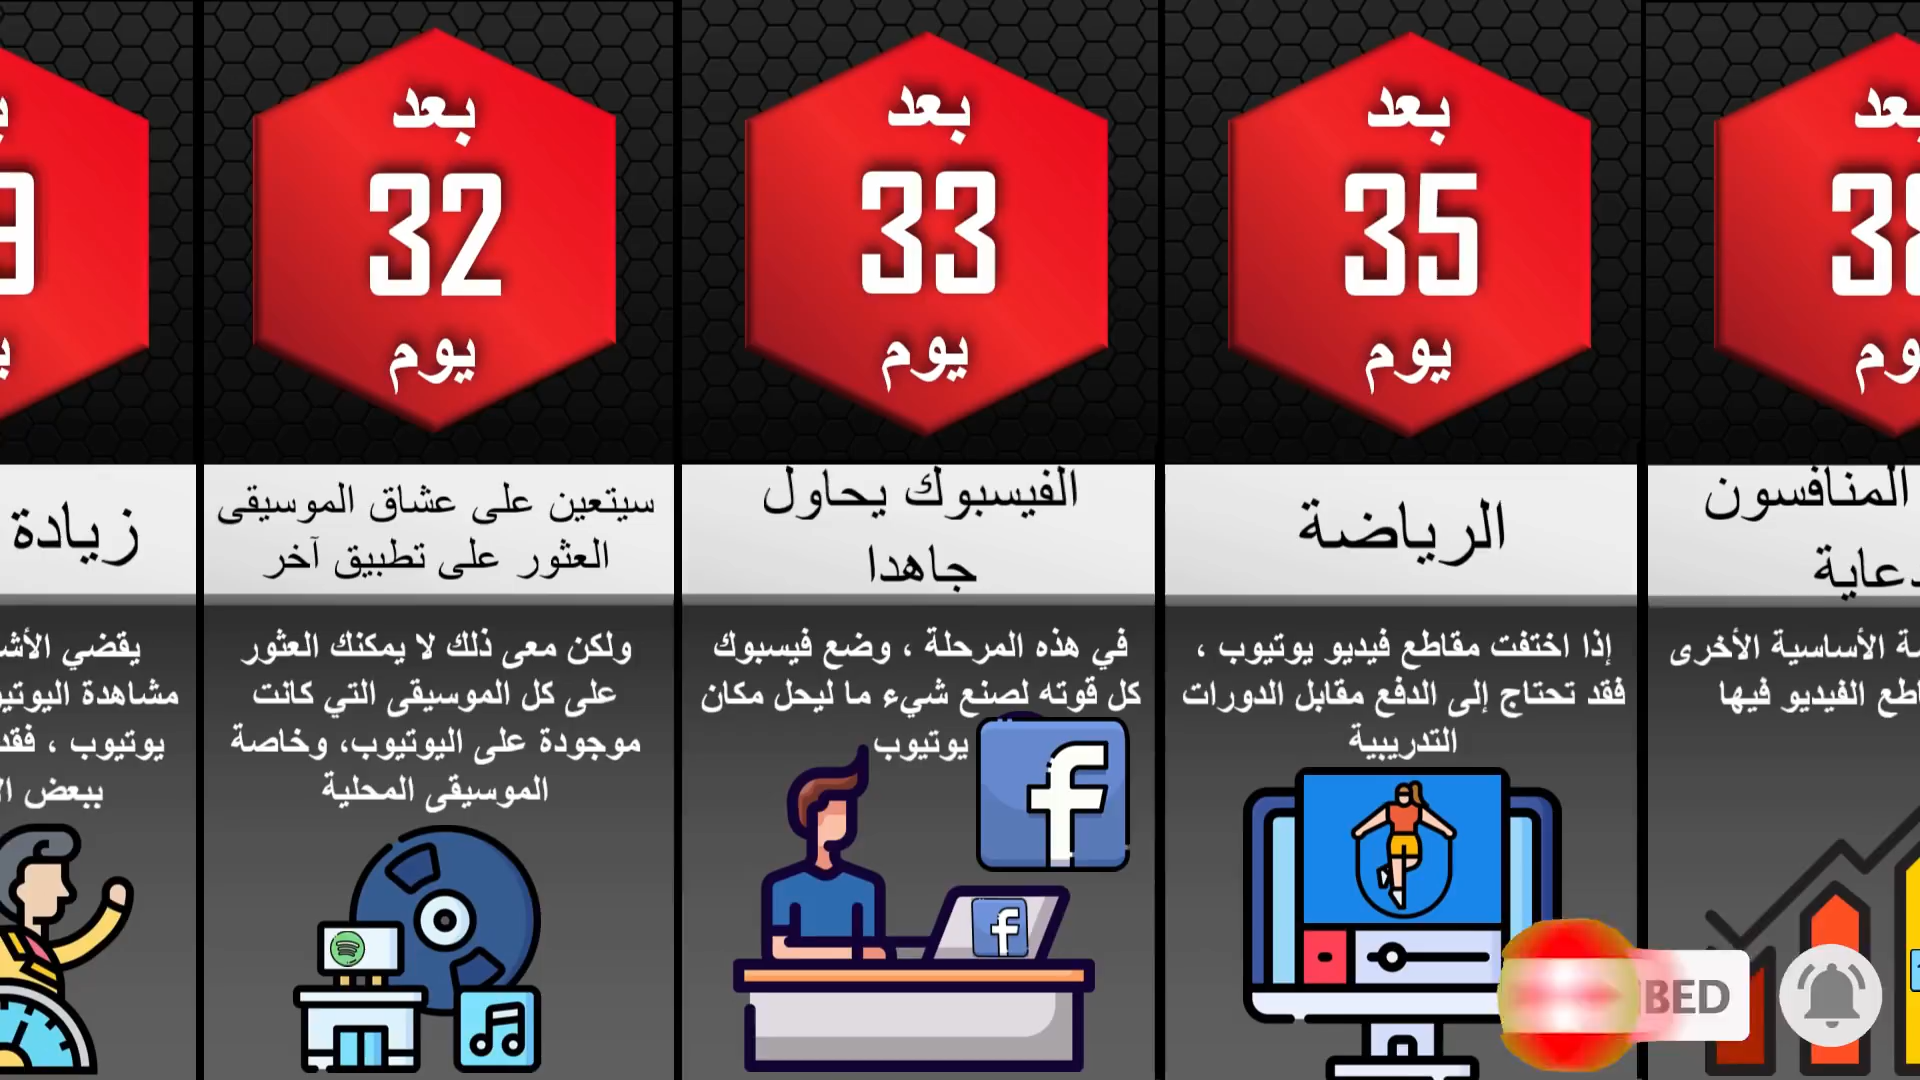 زيادة
يقضي
مشاهدة
يوتيوب ، فقد
ببعض
بعد
32
يوم
سيتعين على عشاق الموسيقى
العثور على تطبيق آخر
ولكن معى ذلك لا يمكنك العثور
على كل الموسيقى التي كانت
موجودة على اليوتيوب، وخاصة
الموسيقى المحلية
بعد
33
يوم
الفيسبوك يحاول
جاهدا
في هذه المرحلة ، وضع فيسبوك
كل قوته لصنع شيء ما ليحل مكان
يوتيوب
بعد
35
يوم
الرياضة
إذا اختفت مقاطع فيديو يوتيوب ،
فقد تحتاج إلى الدفع مقابل الدورات
التدريبية
بعد
المنافسون
الأساسية الأخرى
الفيديو فيها
BED